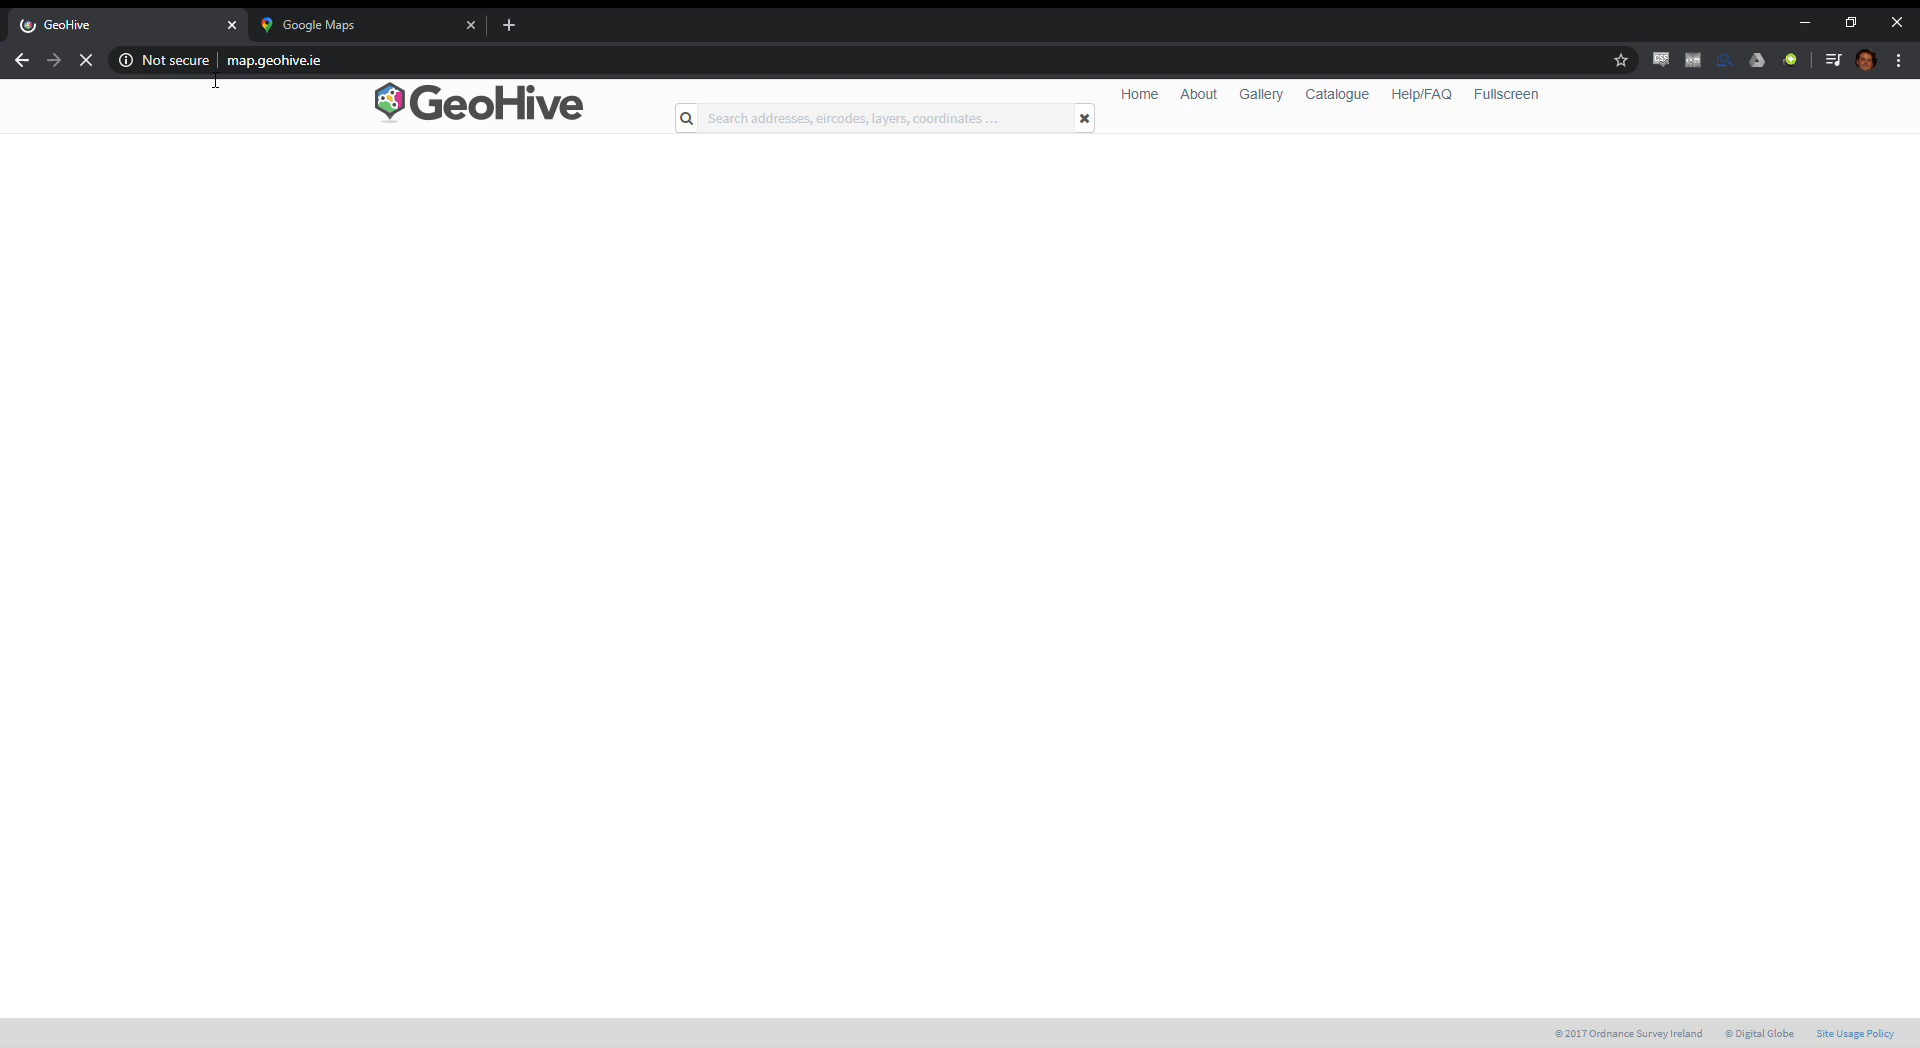 GeoHive
Google Maps
Not secure
map.geohive.ie
GeoHive
Search addresses, eircodes, layers, coordinates ...
Home About Gallery Catalogue Help/FAQ Fullscreen
© 2017 Ordnance Survey Ireland © Digital Globe Site Usage Policy